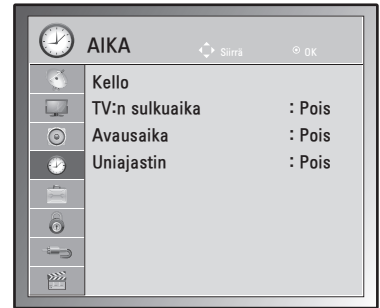 AIKA
Siirrä
OK
Kello
TV:n sulkuaika : Pois
Avausaika : Pois
Uniajastin : Pois